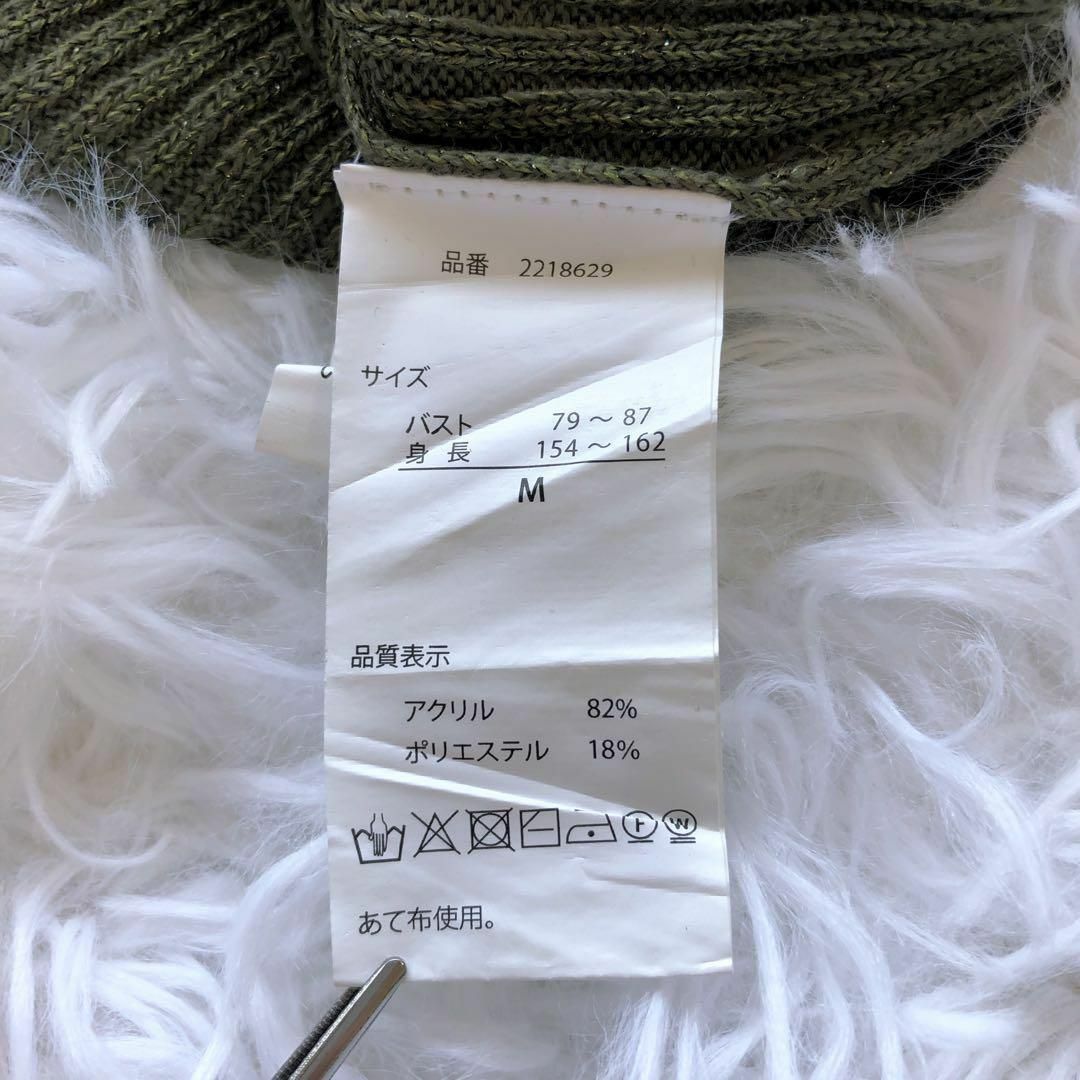 品番 2218629
サイズ
バスト 79 ～ 87
身 長 154 ～ 162
M
品質表示
アクリル 82%
ポリエステル 18%
あて布使用。